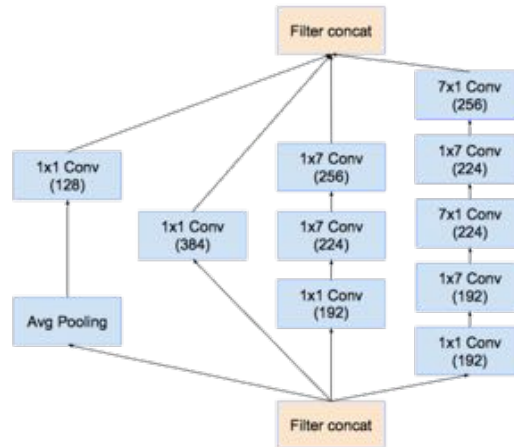 Filter concat
7x1 Conv
(256)
1x1 Conv
(128)
1x7 Conv
(256)
1x7 Conv
(224)
1x1 Conv
(384)
1x7 Conv
(224)
7x1 Conv
(224)
Avg Pooling
1x1 Conv
(192)
1x7 Conv
(192)
1x1 Conv
(192)
Filter concat